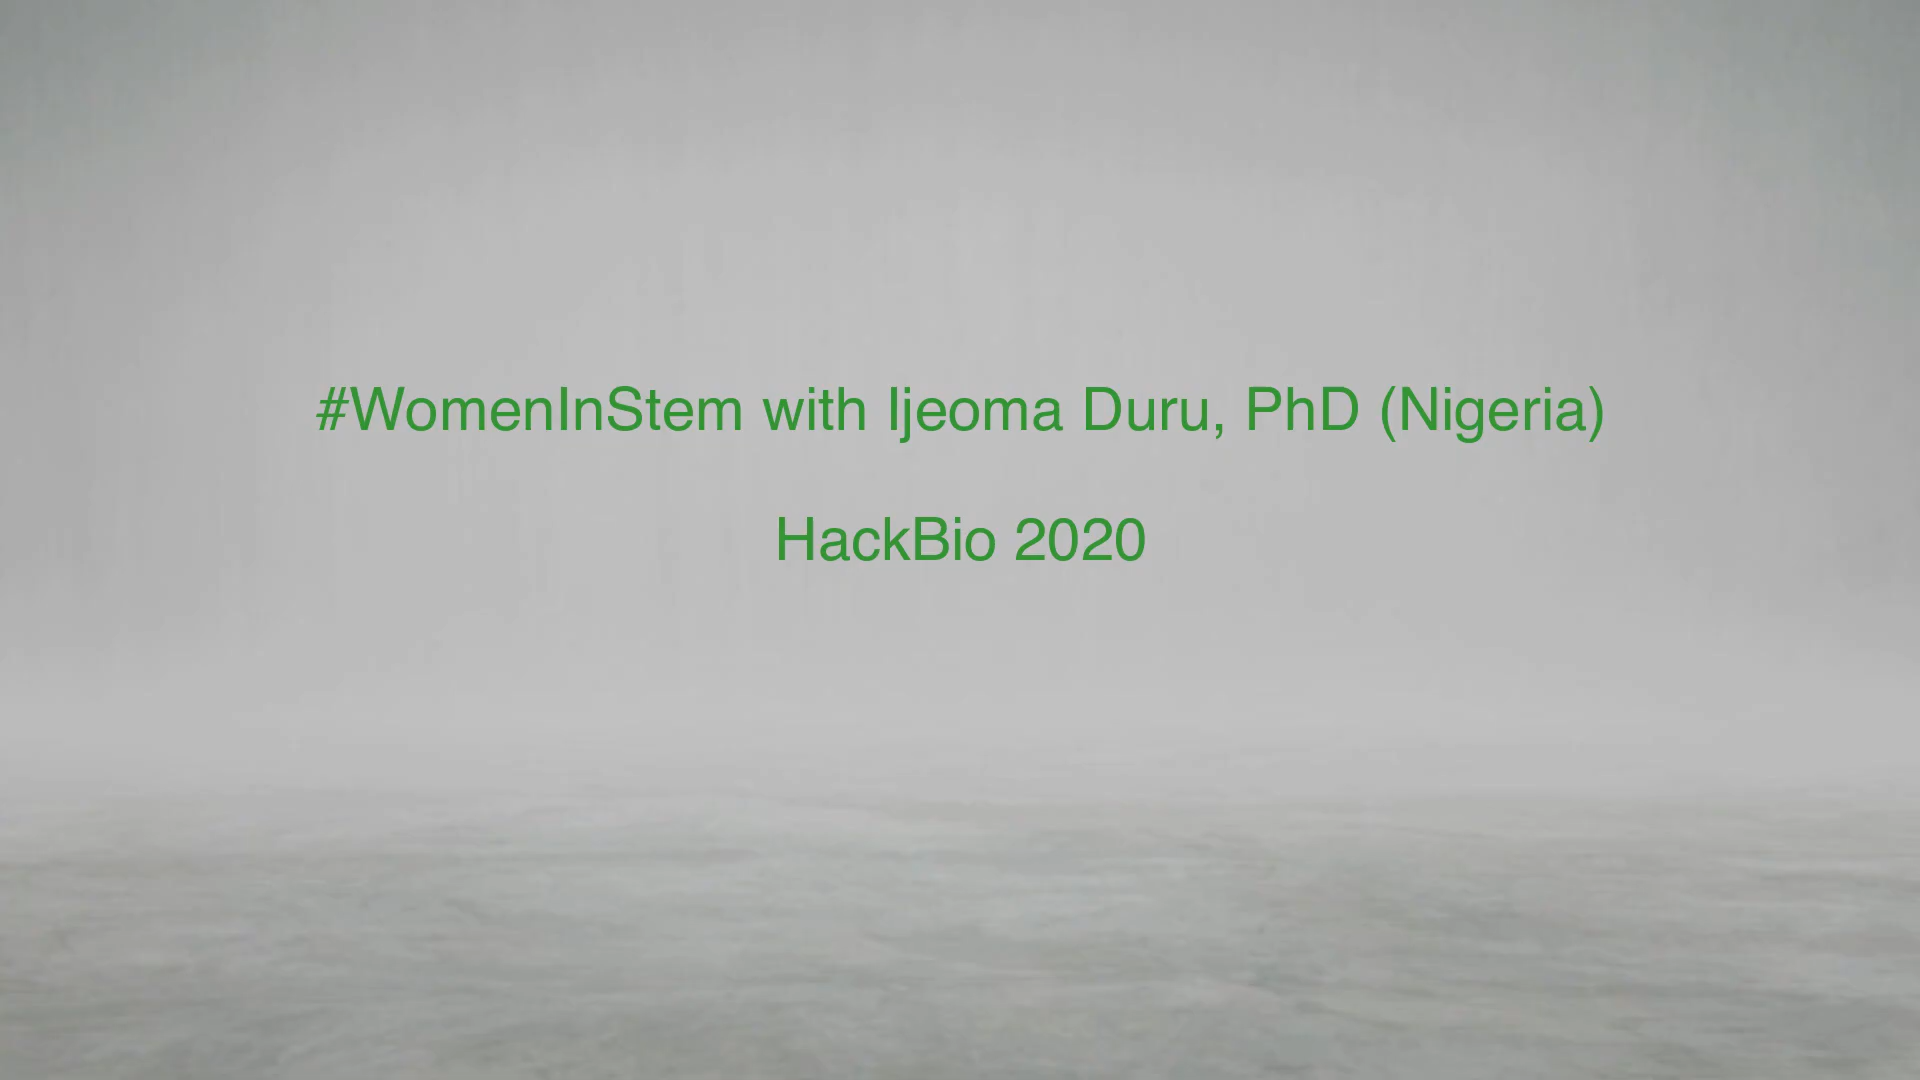 #WomenInStem with Ijeoma Duru, PhD (Nigeria)
HackBio 2020